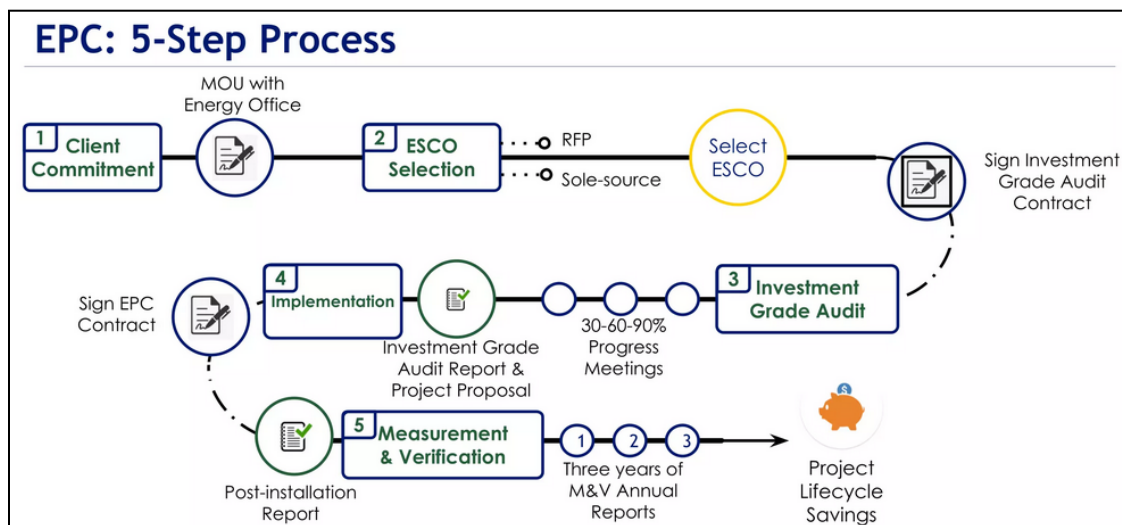 EPC: 5-Step Process
MOU with
Energy Office
1
Client
Commitment
2
ESCO
Selection
RFP
Sole-source
Select
ESCO
Sign Investment
Grade Audit
Contract
3
Investment
Grade Audit
30-60-90%
Progress
Meetings
Investment Grade
Audit Report &
Project Proposal
4
Implementation
Sign EPC
Contract
Post-installation
Report
5
Measurement
& Verification
1 2 3
Three years of
M&V Annual
Reports
$
Project
Lifecycle
Savings